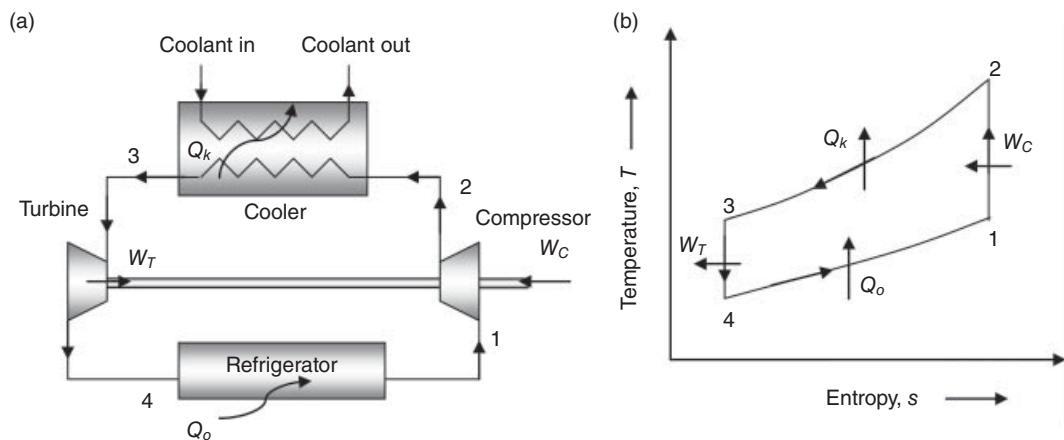 (a)
Coolant in
Coolant out
3
Q_k
2
Turbine
Cooler
Compressor
W_T
W_C
1
Refrigerator
4
Q_o
(b)
2
Q_k
W_C
3
1
W_T
Q_o
4
Temperature, T
Entropy, s